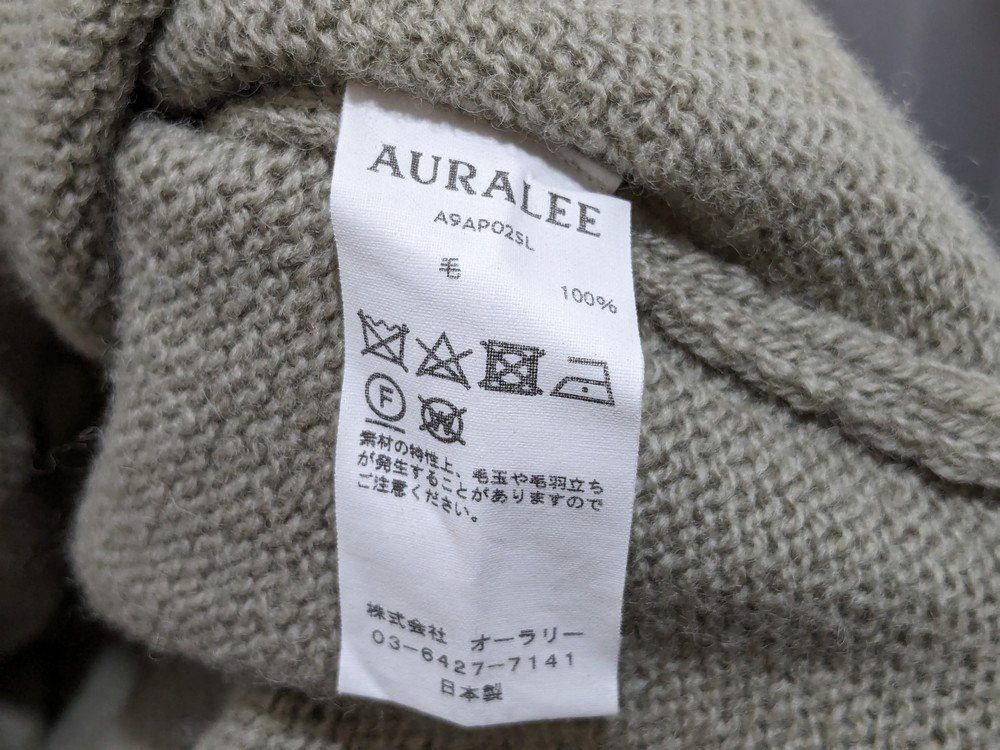 AURALEE
A9AP02SL
毛
100%
F
W
素材の特性上、毛玉や毛羽立ち
が発生することがありますので
ご注意ください。
株式会社 オーラリー
03-6427-7141
日本製